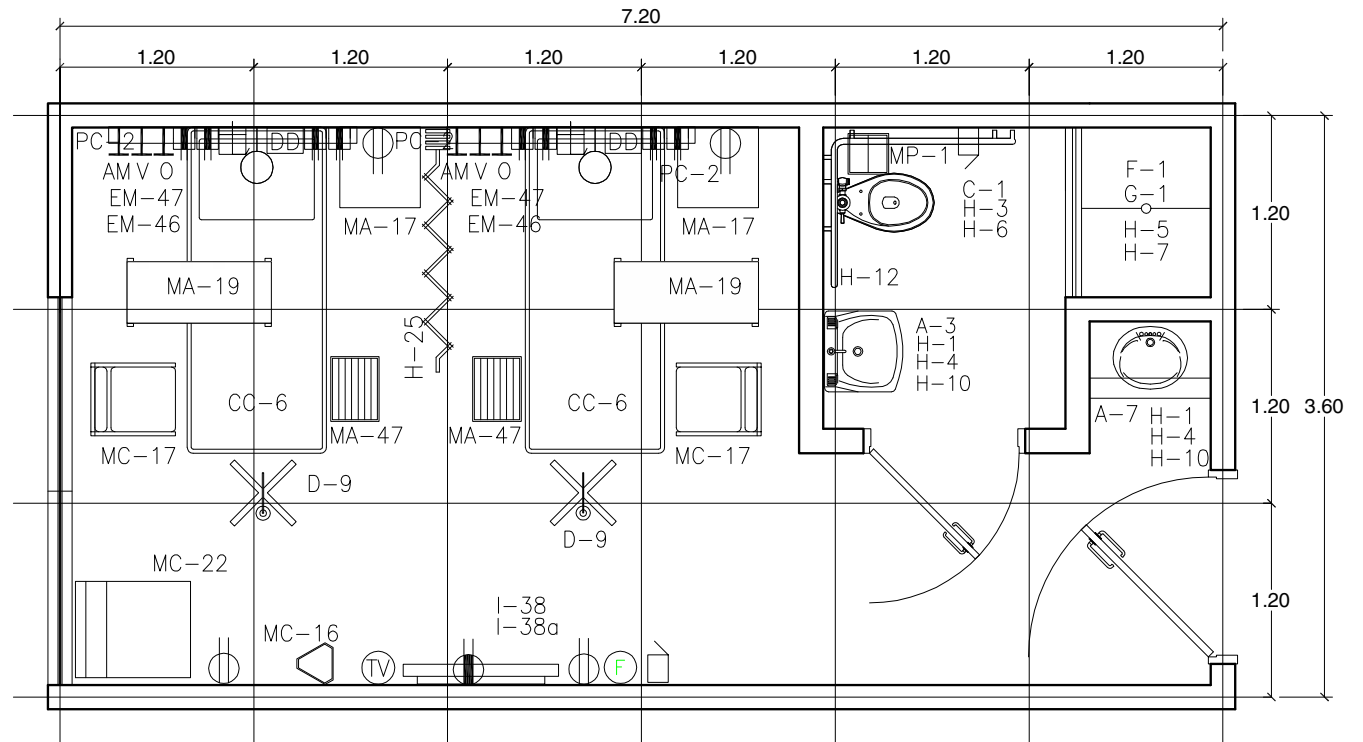 7.20
1.20 1.20 1.20 1.20 1.20 1.20
DD DD MP-1
PC-2
AM V O AM V O
EM-47 EM-47
EM-46 EM-46
MA-17 MA-17
C-1
H-3
H-6
F-1
G-1
H-5
H-7
1.20
MA-19 MA-19
H-12
H-25
A-3
H-1
H-4
H-10
CC-6 CC-6
MA-47 MA-47
MC-17 MC-17
A-7
H-1
H-4
H-10
1.20
3.60
D-9
D-9
MC-22
I-38
I-38a
MC-16
TV
F
1.20